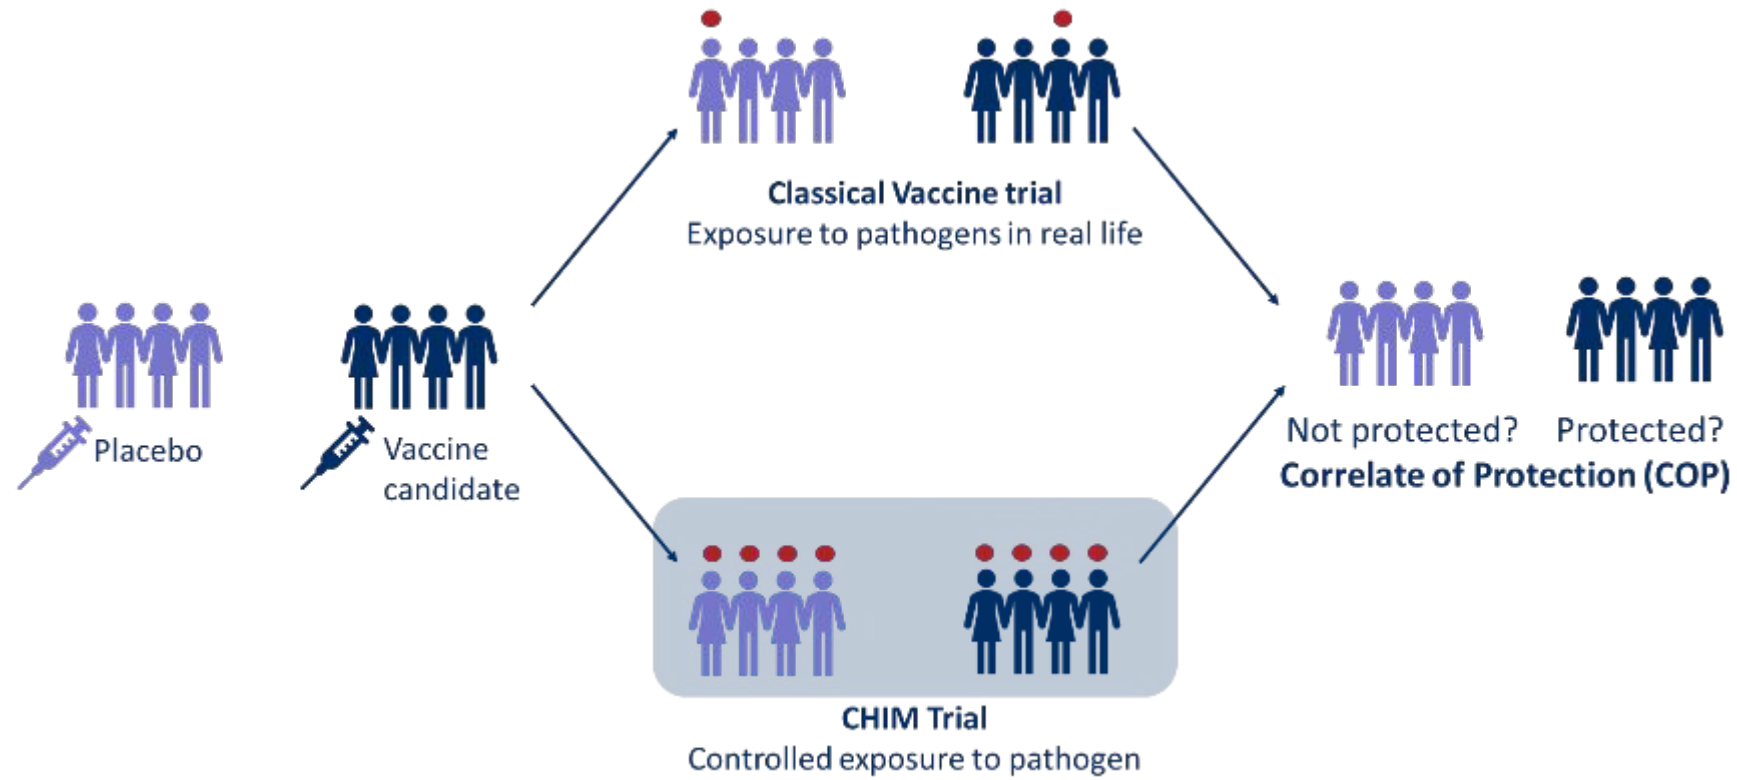 Classical Vaccine trial
Exposure to pathogens in real life
Placebo
Vaccine
candidate
Not protected?
Protected?
Correlate of Protection (COP)
CHIM Trial
Controlled exposure to pathogen